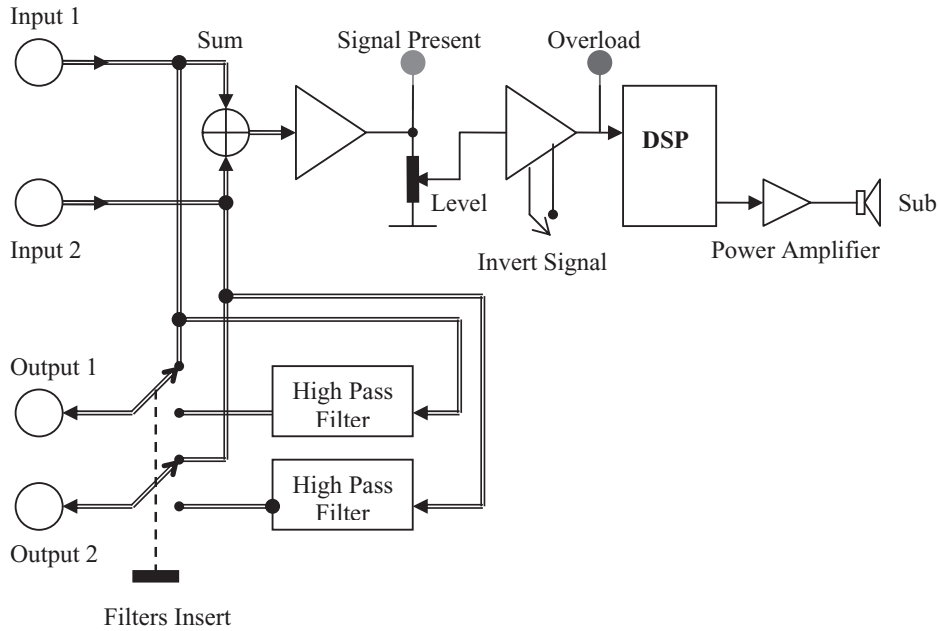 Input 1
Sum
Signal Present
Overload
DSP
Level
Sub
Input 2
Invert Signal
Power Amplifier
Output 1
High Pass
Filter
High Pass
Filter
Output 2
Filters Insert